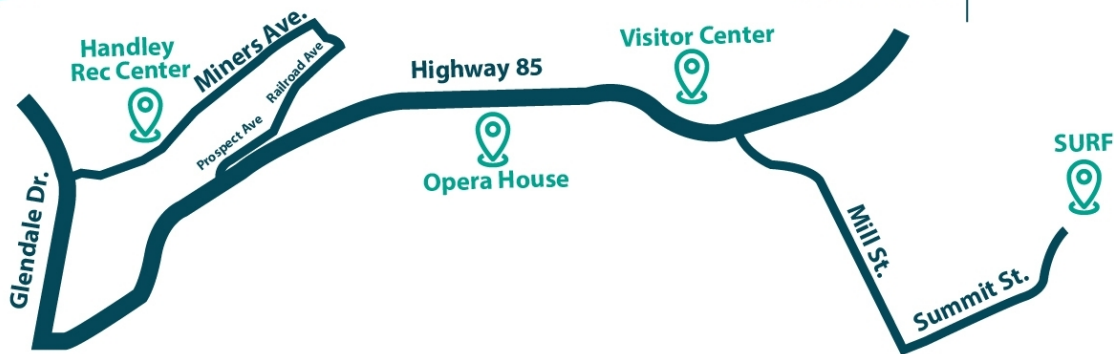 Handley
Rec Center
Miners Ave.
Railroad Ave
Prospect Ave
Glendale Dr.
Highway 85
Opera House
Visitor Center
Mill St.
Summit St.
SURF